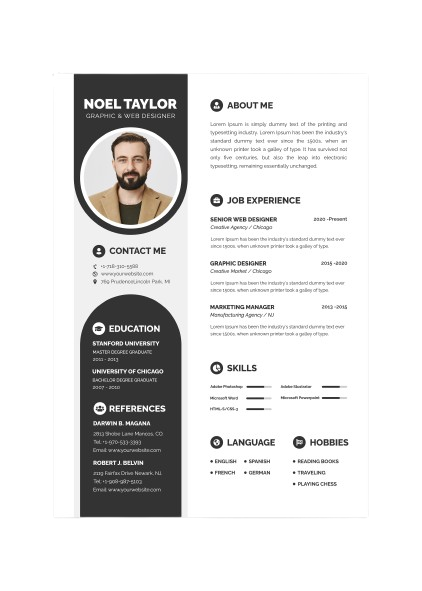 NOEL TAYLOR
GRAPHIC & WEB DESIGNER
CONTACT ME
+1-718-310-5588
www.yourwebsite.com
769 PrudenceLincoln Park, MI
EDUCATION
STANFORD UNIVERSITY
MASTER DEGREE GRADUATE
2011 - 2013
UNIVERSITY OF CHICAGO
BACHELOR DEGREE GRADUATE
2007 - 2010
REFERENCES
DARWIN B. MAGANA
2813 Shobe Lane Mancos, CO.
Tel: +1-970-533-3393
Email: www.yourwebsite.com
ROBERT J. BELVIN
2119 Fairfax Drive Newark, NJ.
Tel: +1-908-987-5103
Email: www.yourwebsite.com
ABOUT ME
Lorem Ipsum is simply dummy text of the printing and
typesetting industry. Lorem Ipsum has been the industry's
standard dummy text ever since the 1500s, when an
unknown printer took a galley of type. It has survived not
only five centuries, but also the leap into electronic
typesetting, remaining essentially unchanged.
JOB EXPERIENCE
SENIOR WEB DESIGNER 2020 -Present
Creative Agency / Chicago
Lorem Ipsum has been the industry's standard dummy text ever
since the 1500s, when unknown printer took a galley of type.
GRAPHIC DESIGNER 2015 -2020
Creative Market / Chicago
Lorem Ipsum has been the industry's standard dummy text ever
since the 1500s, when unknown printer took a galley of type.
MARKETING MANAGER 2013 -2015
Manufacturing Agency / NJ
Lorem Ipsum has been the industry's standard dummy text ever
since the 1500s, when unknown printer took a galley of type.
SKILLS
Adobe Photoshop Adobe Illustrator
Microsoft Word Microsoft Powerpoint
HTML-5/CSS-3
LANGUAGE
• ENGLISH • SPANISH
• FRENCH • GERMAN
HOBBIES
• READING BOOKS
• TRAVELING
• PLAYING CHESS